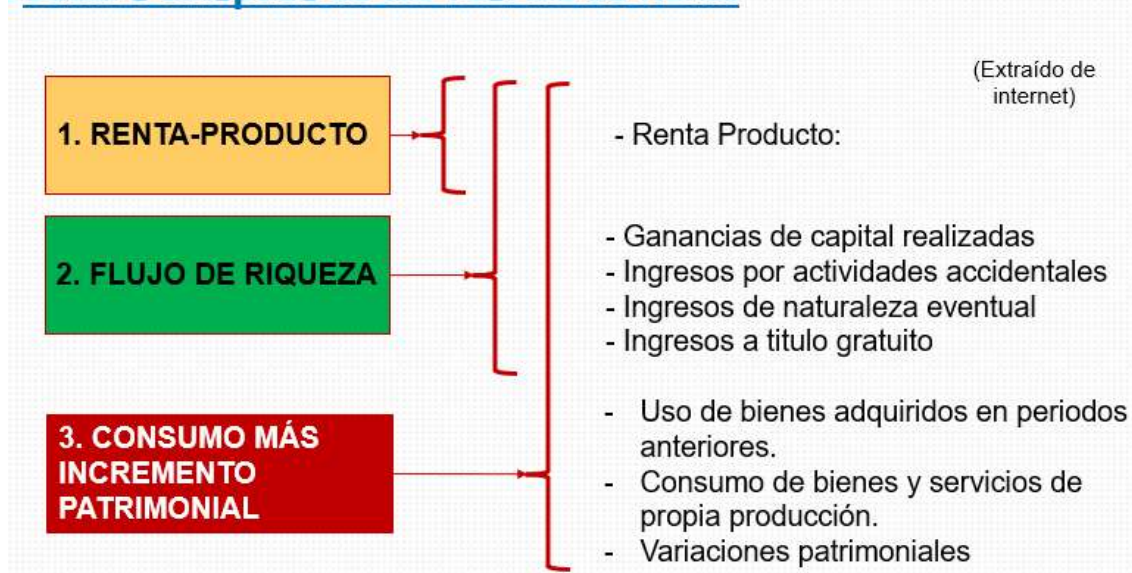 (Extraído de
internet)
1. RENTA-PRODUCTO
- Renta Producto:
2. FLUJO DE RIQUEZA
- Ganancias de capital realizadas
- Ingresos por actividades accidentales
- Ingresos de naturaleza eventual
- Ingresos a titulo gratuito
3. CONSUMO MÁS
INCREMENTO
PATRIMONIAL
- Uso de bienes adquiridos en periodos
anteriores.
- Consumo de bienes y servicios de
propia producción.
- Variaciones patrimoniales